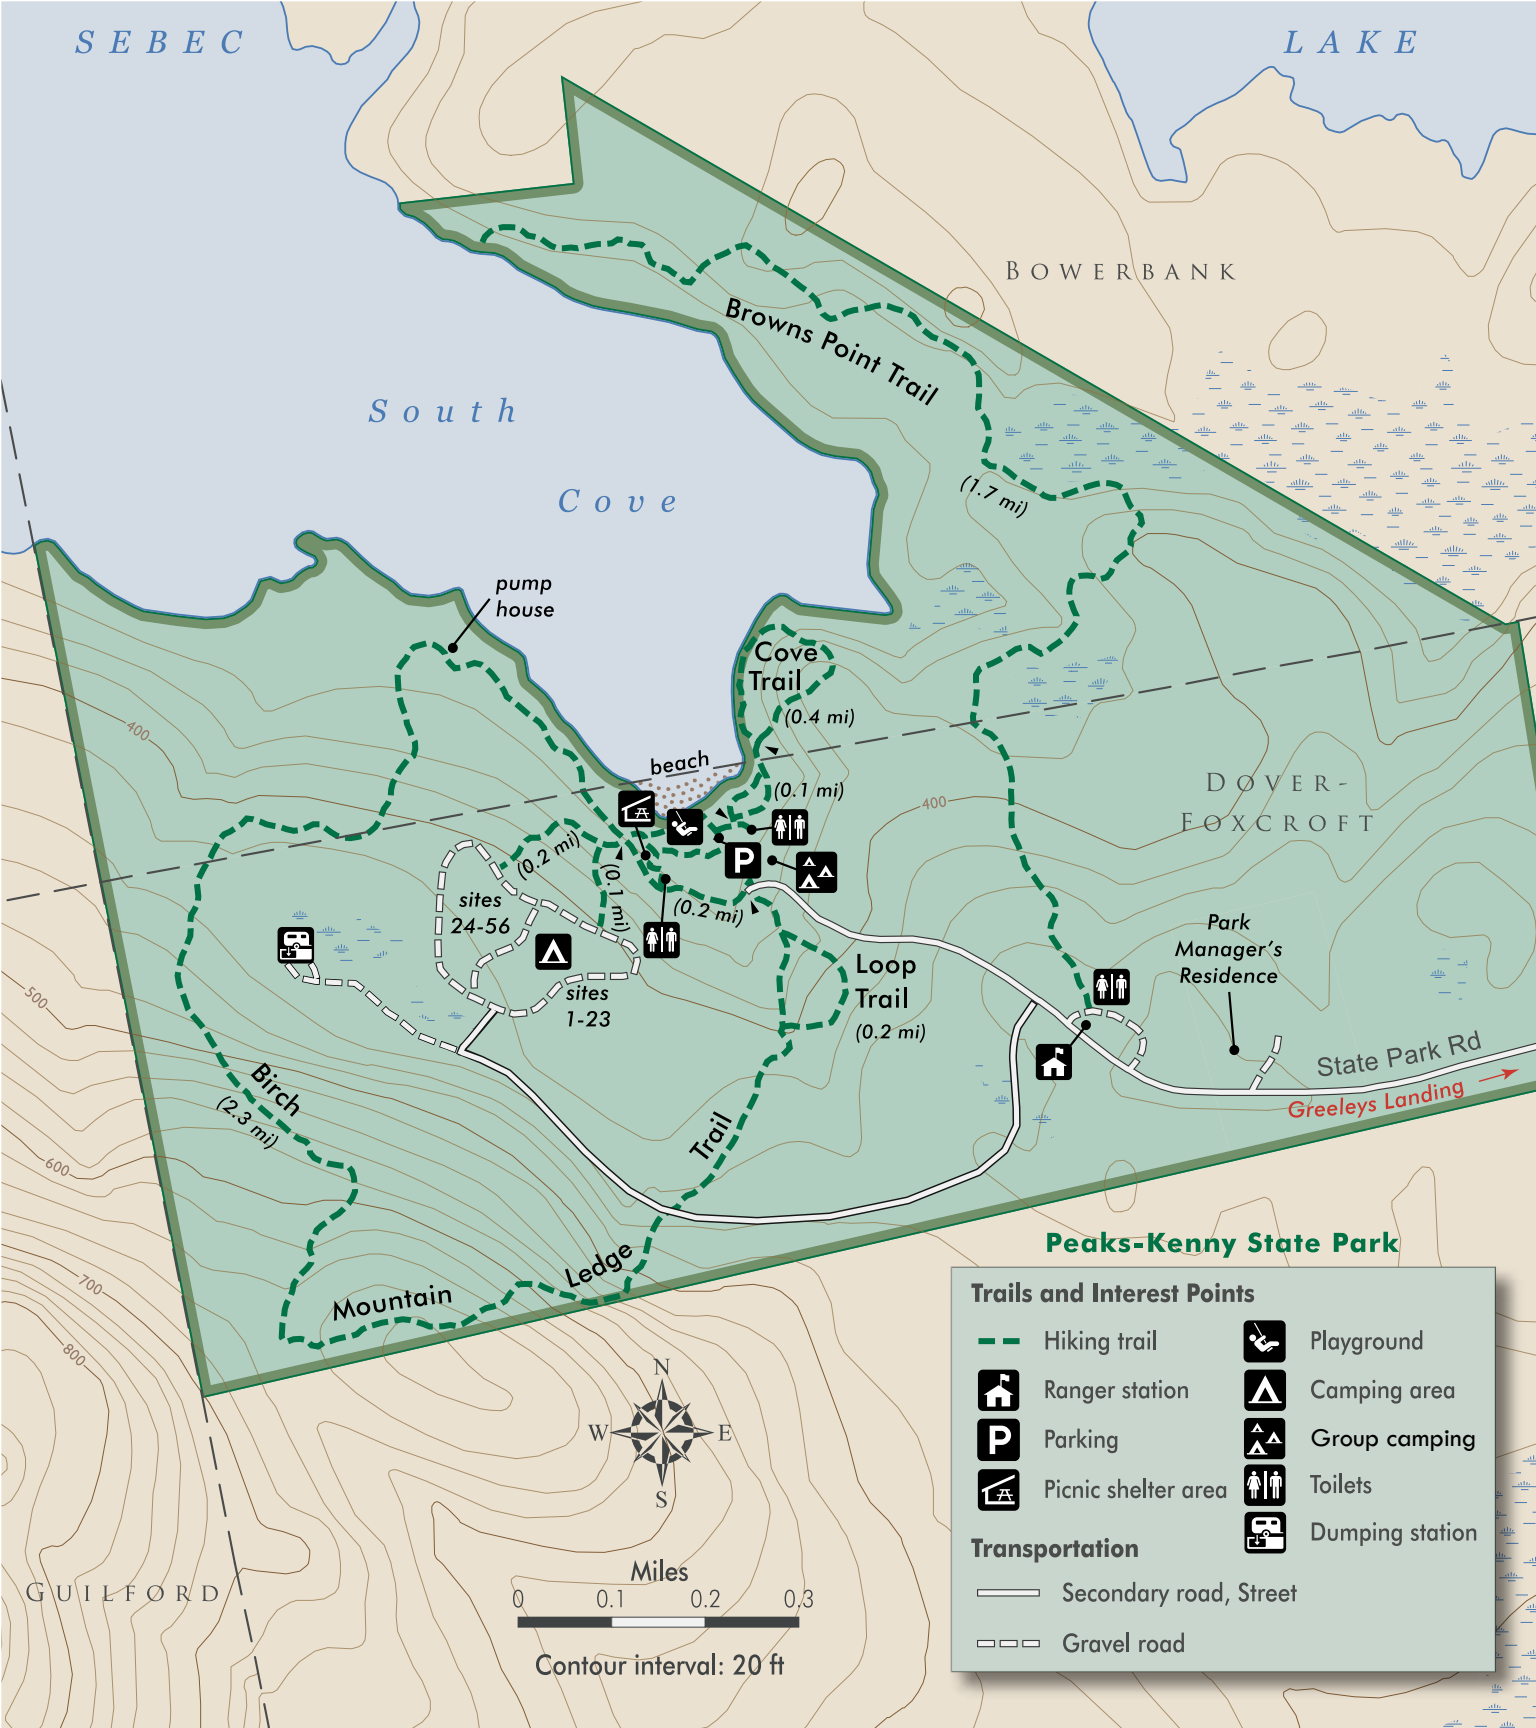 SEBEC
LAKE
BOWERBANK
Browns Point Trail
South
Cove
(1.7 mi)
pump
house
Cove
Trail
(0.4 mi)
400
beach
(0.1 mi)
DOVER-
FOXCROFT
400
(0.2 mi)
(0.1 mi)
P
sites
24-56
(0.2 mi)
Park
Manager's
Residence
Loop
Trail
(0.2 mi)
sites
1-23
500
State Park Rd
Greeleys Landing
Birch
(2.3 mi)
Trail
600
Ledge
Mountain
700
800
Peaks-Kenny State Park
Trails and Interest Points
Hiking trail
Playground
Ranger station
Camping area
P
Parking
Group camping
Picnic shelter area
Toilets
Dumping station
Transportation
Secondary road, Street
Gravel road
N
W
E
S
Miles
0 0.1 0.2 0.3
Contour interval: 20 ft
GUILFORD